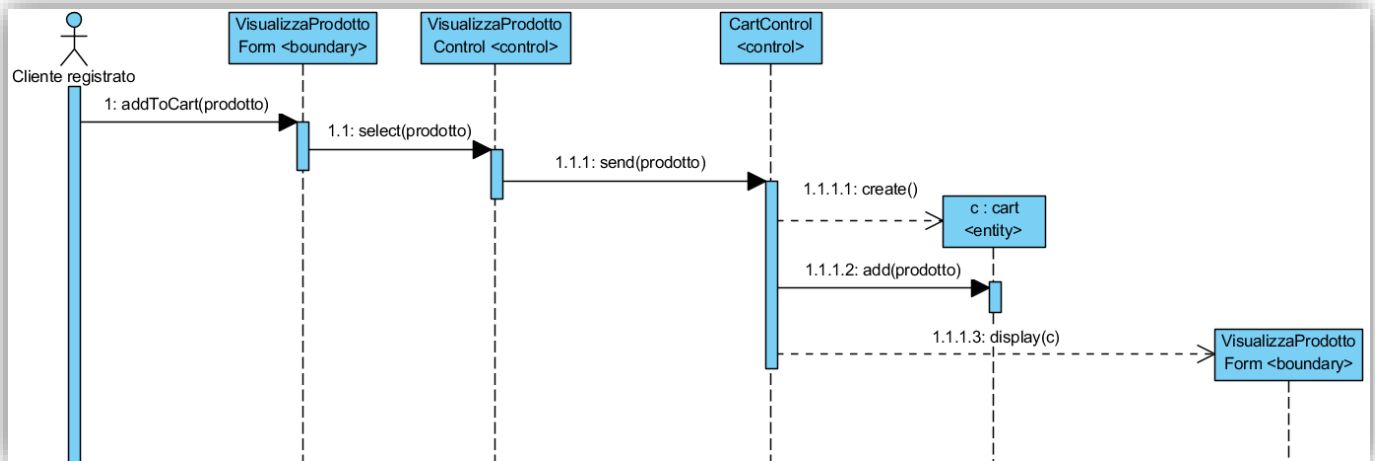 VisualizzaProdotto
Form <boundary>
VisualizzaProdotto
Control <control>
CartControl
<control>
Cliente registrato
1: addToCart(prodotto)
1.1: select(prodotto)
1.1.1: send(prodotto)
1.1.1.1: create()
c : cart
<entity>
1.1.1.2: add(prodotto)
1.1.1.3: display(c)
VisualizzaProdotto
Form <boundary>